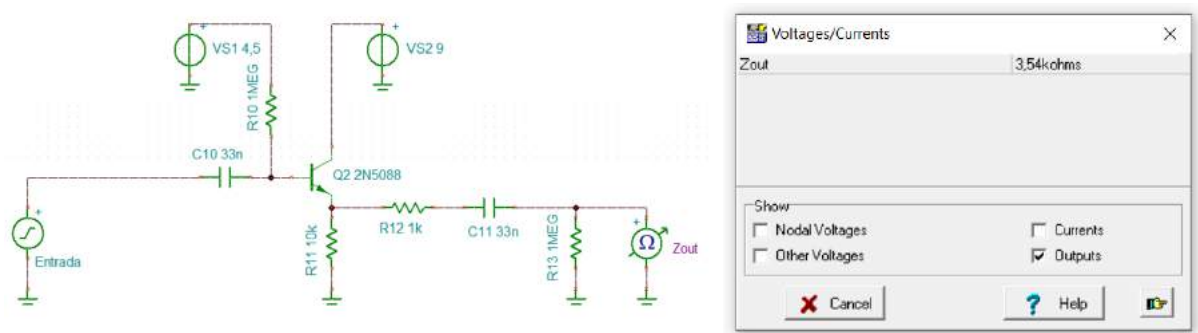 VS1 4,5
VS2 9
R10 1MEG
C10 33n
Q2 2N5088
Entrada
R11 10k
R12 1k
C11 33n
R13 1MEG
Ω
Zout
Voltages/Currents
Zout 3,54kohms
Show
Nodal Voltages Currents
Other Voltages Outputs
Cancel ? Help